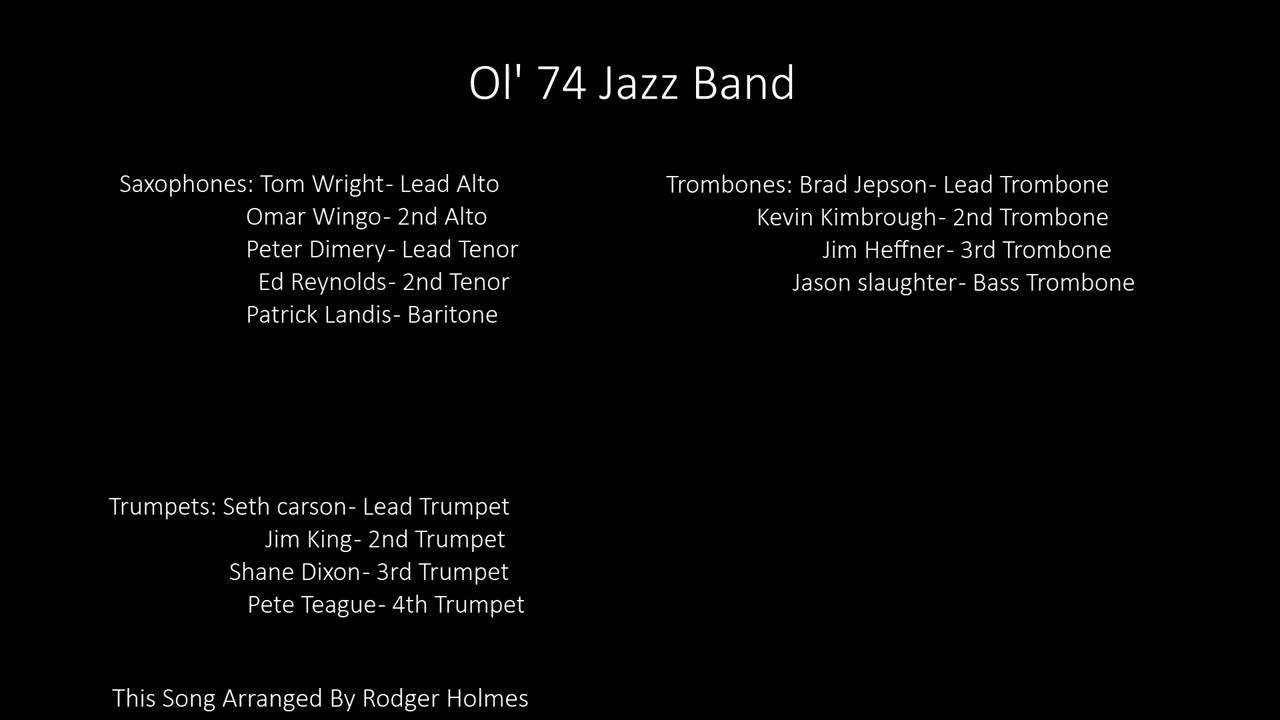 Ol' 74 Jazz Band
Saxophones: Tom Wright- Lead Alto
Omar Wingo- 2nd Alto
Peter Dimery- Lead Tenor
Ed Reynolds- 2nd Tenor
Patrick Landis- Baritone
Trombones: Brad Jepson- Lead Trombone
Kevin Kimbrough- 2nd Trombone
Jim Heffner- 3rd Trombone
Jason slaughter- Bass Trombone
Trumpets: Seth carson- Lead Trumpet
Jim King- 2nd Trumpet
Shane Dixon- 3rd Trumpet
Pete Teague- 4th Trumpet
This Song Arranged By Rodger Holmes